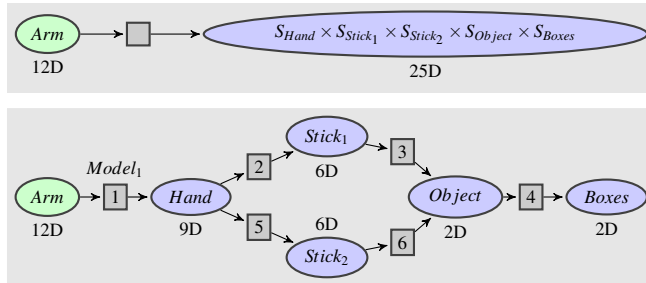 Arm
S_Hand × S_Stick₁ × S_Stick₂ × S_Object × S_Boxes
12D
25D
Stick₁
Model₁
2
3
6D
Arm
1
Hand
Object
4
Boxes
12D
9D
5
6D
6
2D
2D
Stick₂